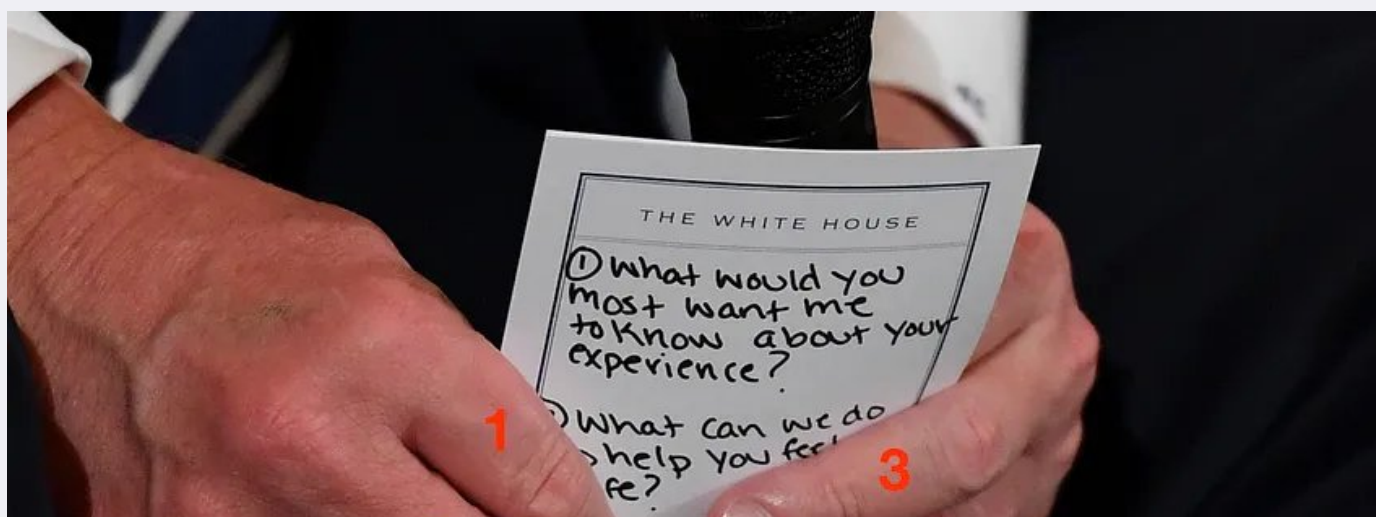 THE WHITE HOUSE
① What would you
most want me
to know about your
experience?
What can we do
help you
1
3